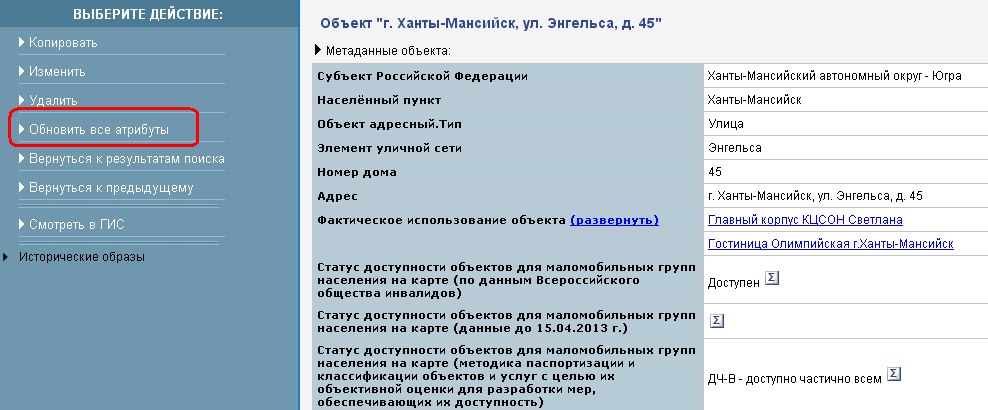 ВЫБЕРИТЕ ДЕЙСТВИЕ:
Копировать
Изменить
Удалить
Обновить все атрибуты
Вернуться к результатам поиска
Вернуться к предыдущему
Смотреть в ГИС
Исторические образы
Объект "г. Ханты-Мансийск, ул. Энгельса, д. 45"
Метаданные объекта:
Субъект Российской Федерации Ханты-Мансийский автономный округ - Югра
Населённый пункт Ханты-Мансийск
Объект адресный.Тип Улица
Элемент уличной сети Энгельса
Номер дома 45
Адрес г. Ханты-Мансийск, ул. Энгельса, д. 45
Фактическое использование объекта (развернуть) Главный корпус КЦСОН Светлана
Гостиница Олимпийская г.Ханты-Мансийск
Статус доступности объектов для маломобильных групп
населения на карте (по данным Всероссийского
общества инвалидов)
Доступен Σ
Статус доступности объектов для маломобильных групп
населения на карте (данные до 15.04.2013 г.)
Σ
Статус доступности объектов для маломобильных групп
населения на карте (методика паспортизации и
классификации объектов и услуг с целью их
объективной оценки для разработки мер,
обеспечивающих их доступность)
ДЧ-В - доступно частично всем Σ